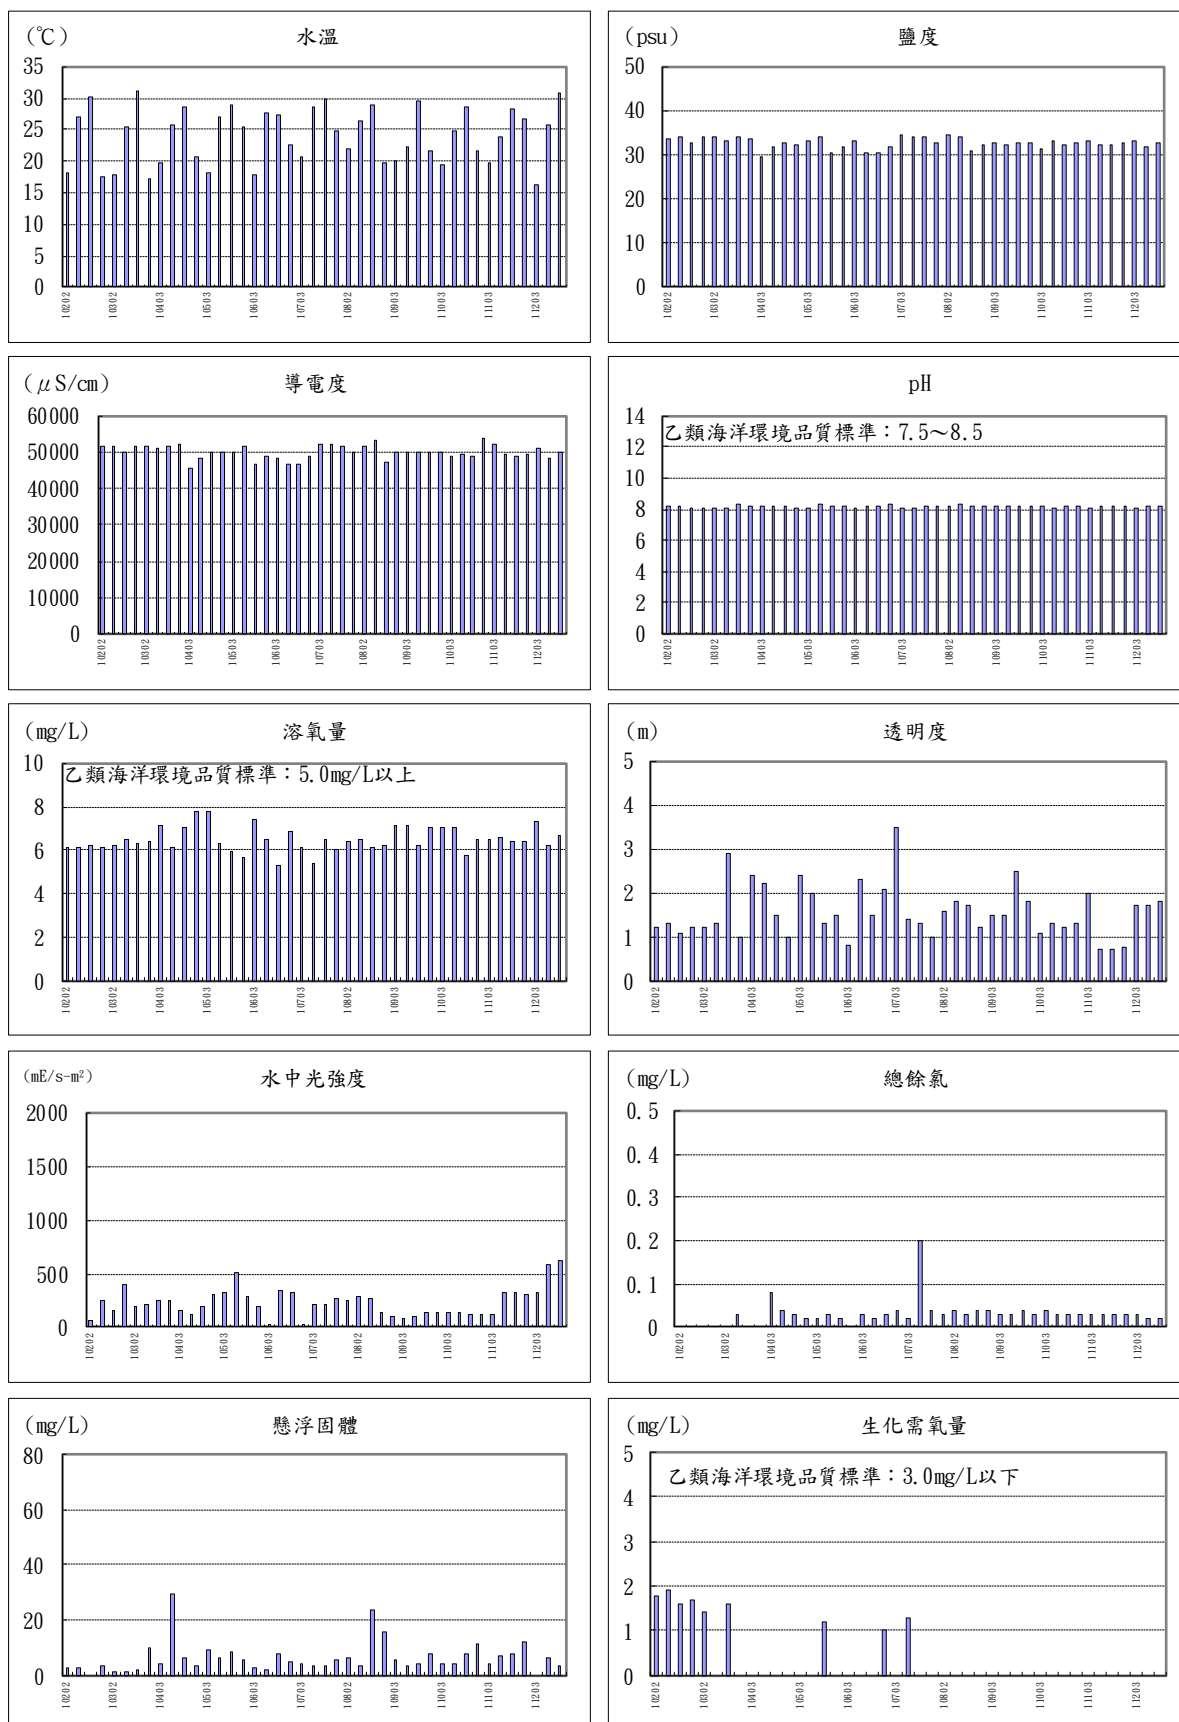 (℃) 水溫
35
30
25
20
15
10
5
0
10202 10302 10403 10503 10603 10703 10802 10903 11003 11103 11203
(psu) 鹽度
50
40
30
20
10
0
10202 10302 10403 10503 10603 10703 10802 10903 11003 11103 11203
(μS/cm) 導電度
60000
50000
40000
30000
20000
10000
0
10202 10302 10403 10503 10603 10703 10802 10903 11003 11103 11203
pH
14
乙類海洋環境品質標準：7.5～8.5
12
10
8
6
4
2
0
10202 10302 10403 10503 10603 10703 10802 10903 11003 11103 11203
(mg/L) 溶氧量
10
乙類海洋環境品質標準：5.0mg/L以上
8
6
4
2
0
10202 10302 10403 10503 10603 10703 10802 10903 11003 11103 11203
(m) 透明度
5
4
3
2
1
0
10202 10302 10403 10503 10603 10703 10802 10903 11003 11103 11203
(mE/s-m²) 水中光強度
2000
1500
1000
500
0
10202 10302 10403 10503 10603 10703 10802 10903 11003 11103 11203
(mg/L) 總餘氯
0.5
0.4
0.3
0.2
0.1
0
10202 10302 10403 10503 10603 10703 10802 10903 11003 11103 11203
(mg/L) 懸浮固體
80
60
40
20
0
10202 10302 10403 10503 10603 10703 10802 10903 11003 11103 11203
(mg/L) 生化需氧量
5
乙類海洋環境品質標準：3.0mg/L以下
4
3
2
1
0
10202 10302 10403 10503 10603 10703 10802 10903 11003 11103 11203